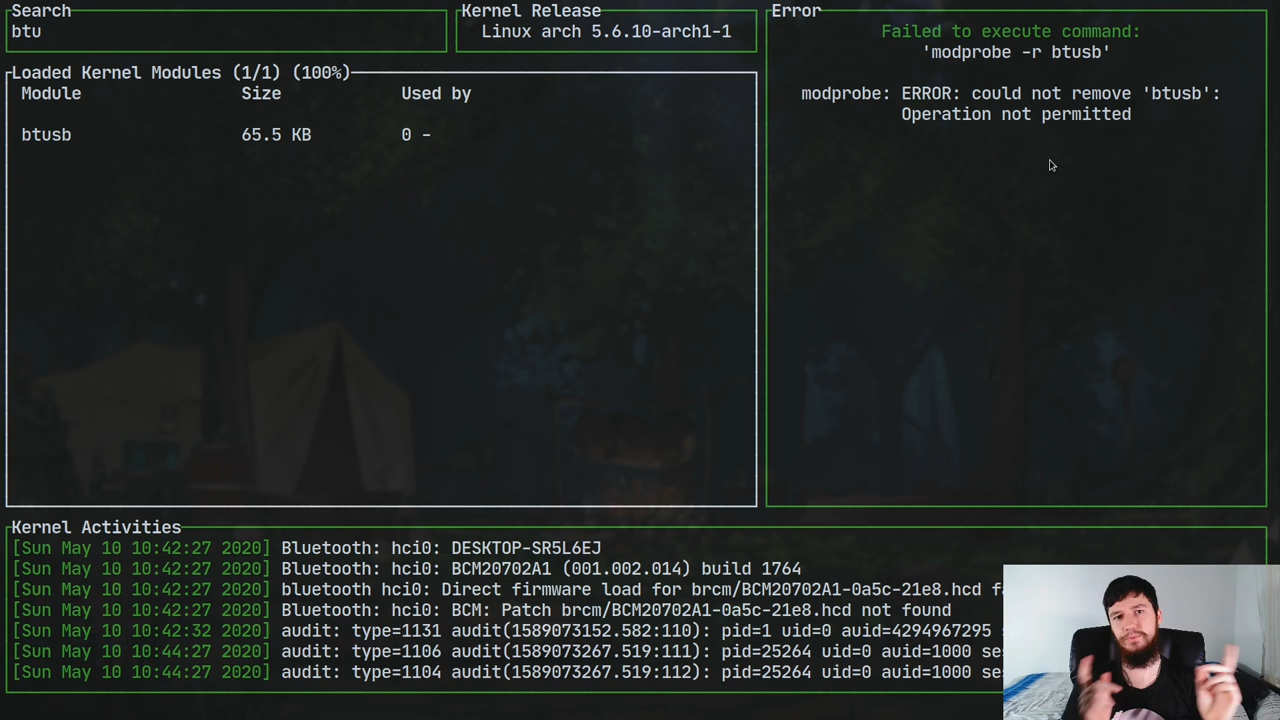 Search
btu
Kernel Release
Linux arch 5.6.10-arch1-1
Loaded Kernel Modules (1/1) (100%)
Module Size Used by
btusb 65.5 KB 0 -
Error
Failed to execute command:
'modprobe -r btusb'
modprobe: ERROR: could not remove 'btusb':
Operation not permitted
Kernel Activities
[Sun May 10 10:42:27 2020] Bluetooth: hci0: DESKTOP-SR5L6EJ
[Sun May 10 10:42:27 2020] Bluetooth: hci0: BCM20702A1 (001.002.014) build 1764
[Sun May 10 10:42:27 2020] bluetooth hci0: Direct firmware load for brcm/BCM20702A1-0a5c-21e8.hcd
[Sun May 10 10:42:27 2020] Bluetooth: hci0: BCM: Patch brcm/BCM20702A1-0a5c-21e8.hcd not found
[Sun May 10 10:42:32 2020] audit: type=1131 audit(1589073152.582:110): pid=1 uid=0 auid=4294967295
[Sun May 10 10:44:27 2020] audit: type=1106 audit(1589073267.519:111): pid=25264 uid=0 auid=1000
[Sun May 10 10:44:27 2020] audit: type=1104 audit(1589073267.519:112): pid=25264 uid=0 auid=1000